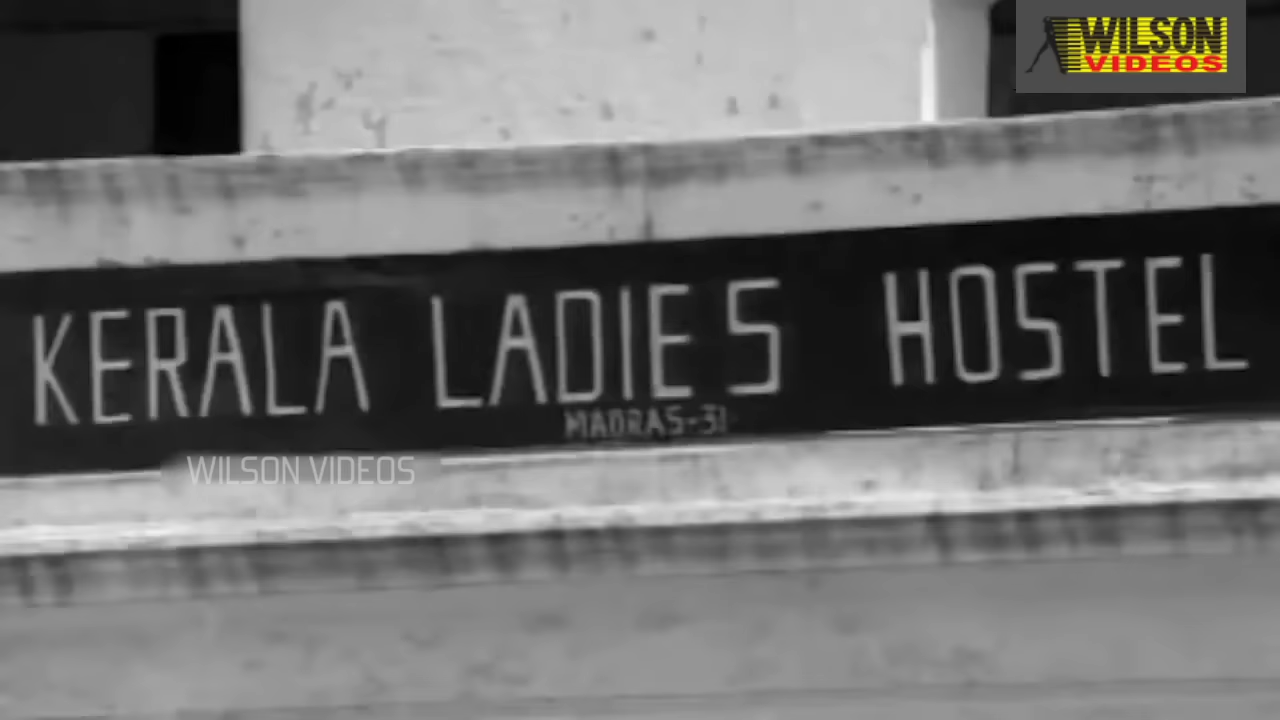 WILSON
VIDEOS
KERALA LADIES HOSTEL
MADRAS-31
WILSON VIDEOS